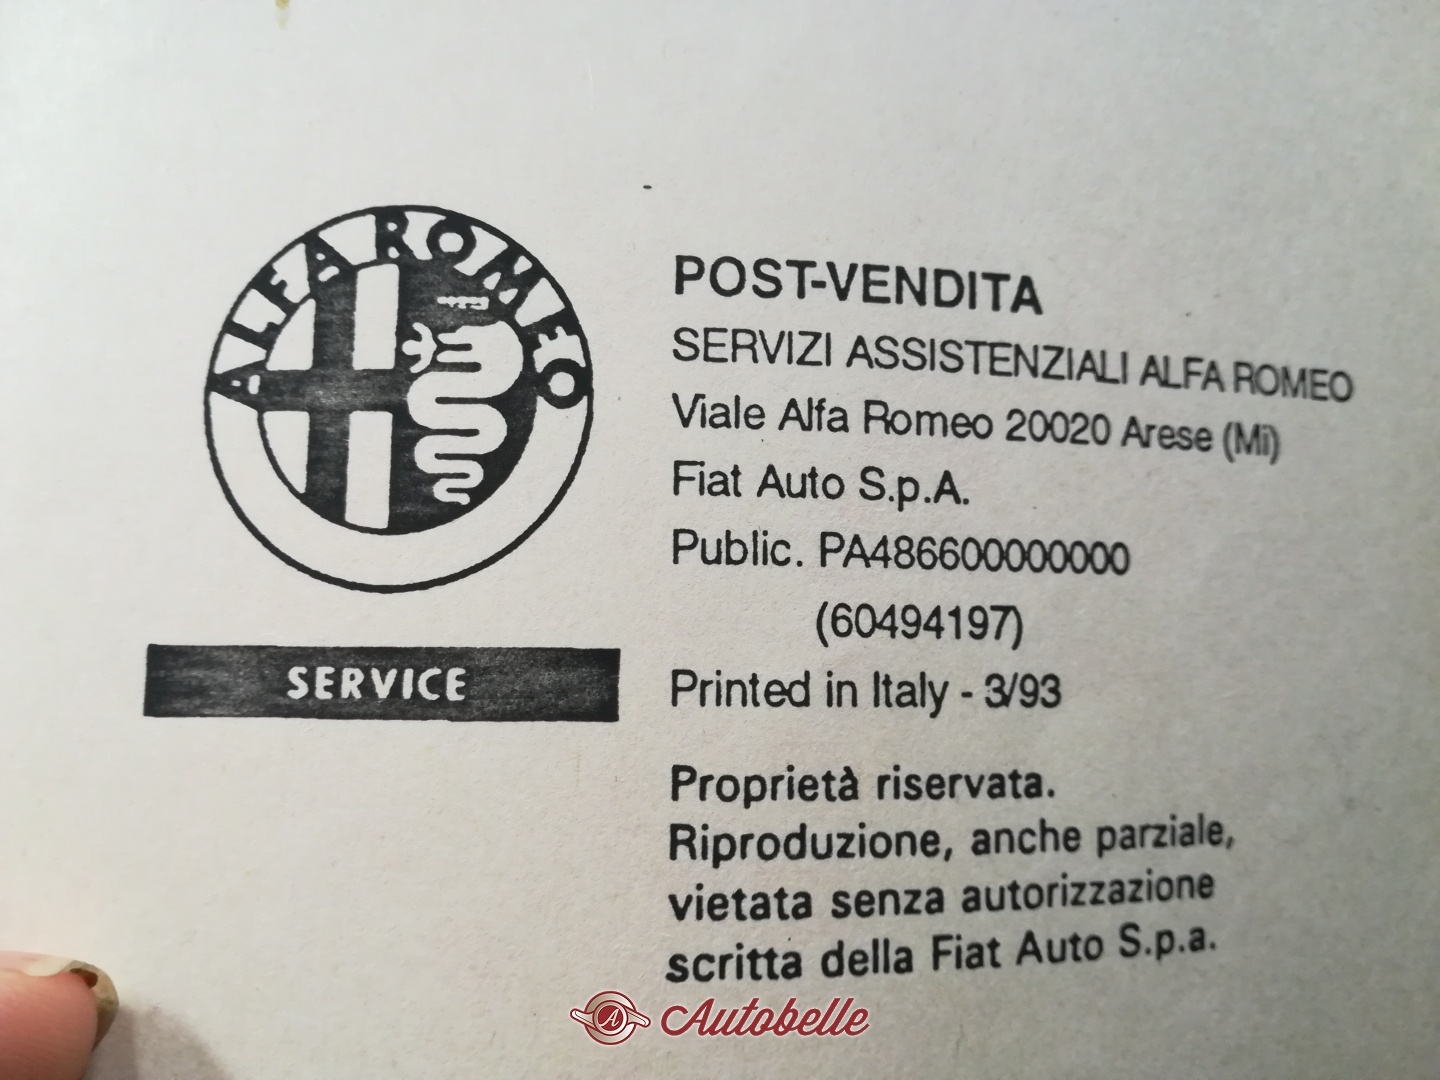 ALFA ROMEO
SERVICE
POST-VENDITA
SERVIZI ASSISTENZIALI ALFA ROMEO
Viale Alfa Romeo 20020 Arese (Mi)
Fiat Auto S.p.A.
Public. PA486600000000
(60494197)
Printed in Italy - 3/93
Proprietà riservata.
Riproduzione, anche parziale,
vietata senza autorizzazione
scritta della Fiat Auto S.p.a.
A Autobelle